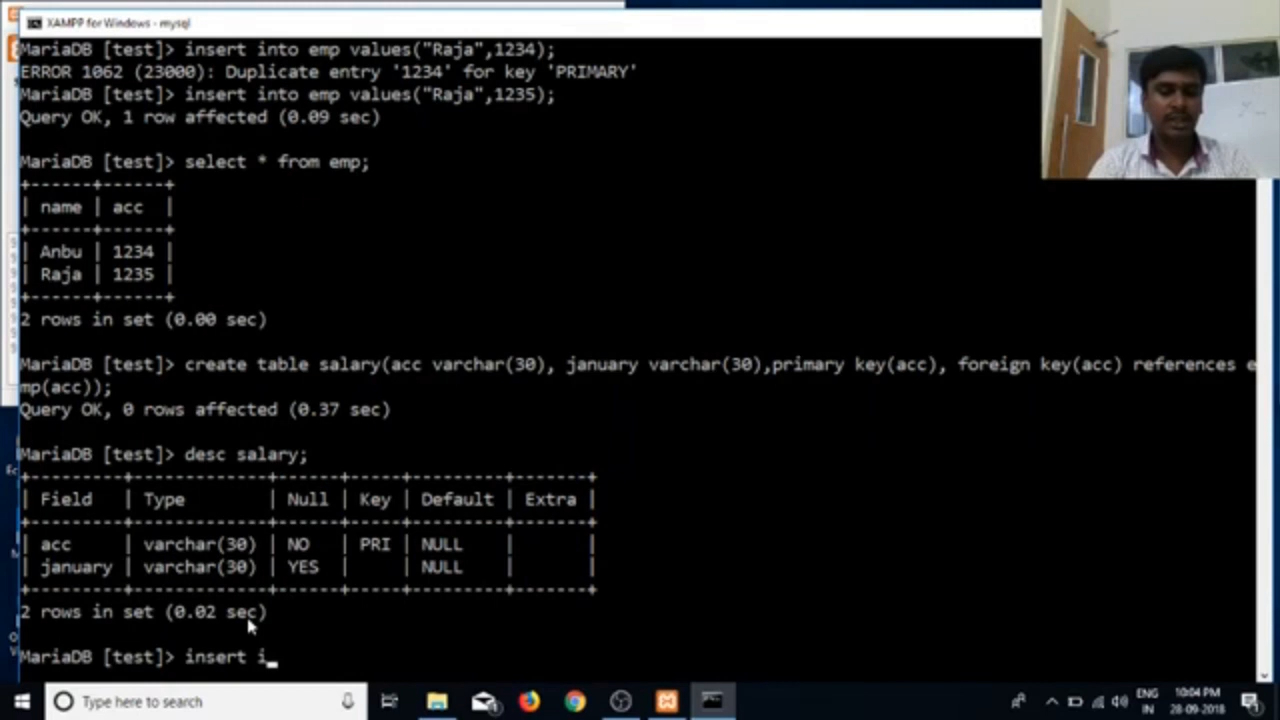 XAMPP for Windows - mysql
MariaDB [test]> insert into emp values("Raja",1234);
ERROR 1062 (23000): Duplicate entry '1234' for key 'PRIMARY'
MariaDB [test]> insert into emp values("Raja",1235);
Query OK, 1 row affected (0.09 sec)
MariaDB [test]> select * from emp;
+------+------+
| name | acc |
+------+------+
| Anbu | 1234 |
| Raja | 1235 |
+------+------+
2 rows in set (0.00 sec)
MariaDB [test]> create table salary(acc varchar(30), january varchar(30),primary key(acc), foreign key(acc) references e
mp(acc));
Query OK, 0 rows affected (0.37 sec)
MariaDB [test]> desc salary;
+---------+-------------+------+-----+---------+-------+
| Field | Type | Null | Key | Default | Extra |
+---------+-------------+------+-----+---------+-------+
| acc | varchar(30) | NO | PRI | NULL | |
| january | varchar(30) | YES | | NULL | |
+---------+-------------+------+-----+---------+-------+
2 rows in set (0.02 sec)
MariaDB [test]> insert i_
Type here to search
ENG
IN
10:04 PM
28-09-2018